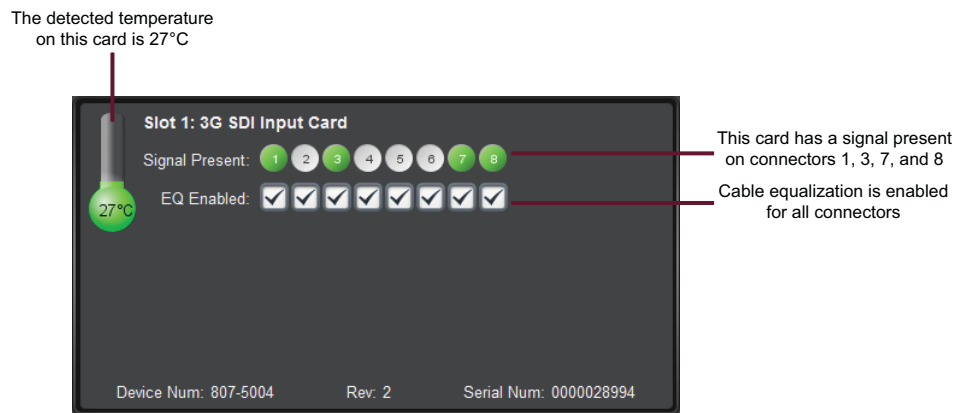 The detected temperature
on this card is 27°C
Slot 1: 3G SDI Input Card
Signal Present: 1 2 3 4 5 6 7 8
EQ Enabled:
27°C
Device Num: 807-5004 Rev: 2 Serial Num: 0000028994
This card has a signal present
on connectors 1, 3, 7, and 8
Cable equalization is enabled
for all connectors